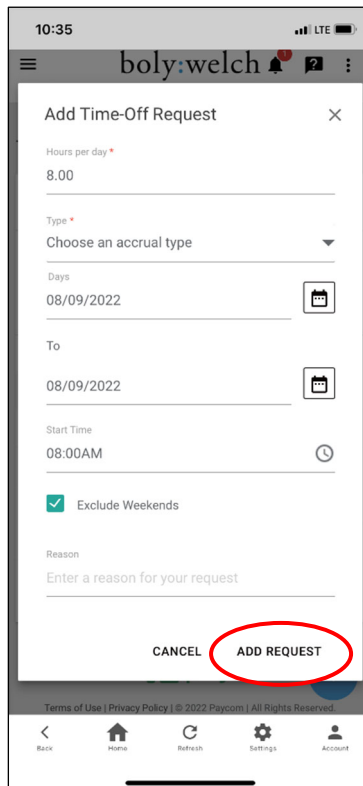 10:35
LTE
boly:welch
1
?
Add Time-Off Request
Hours per day *
8.00
Type *
Choose an accrual type
Days
08/09/2022
To
08/09/2022
Start Time
08:00AM
Exclude Weekends
Reason
Enter a reason for your request
CANCEL ADD REQUEST
Terms of Use | Privacy Policy | © 2022 Paycom | All Rights Reserved.
Back Home Refresh Settings Account